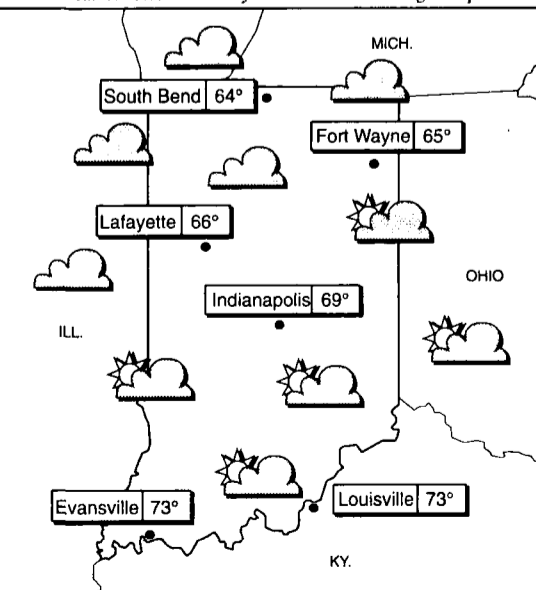 MICH.
South Bend 64°
Fort Wayne 65°
Lafayette 66°
OHIO
Indianapolis 69°
ILL.
Evansville 73°
Louisville 73°
KY.